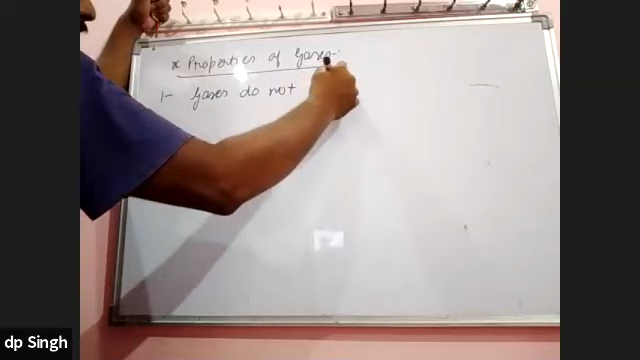 * Properties of Gases:-
1- Gases do not
dp Singh